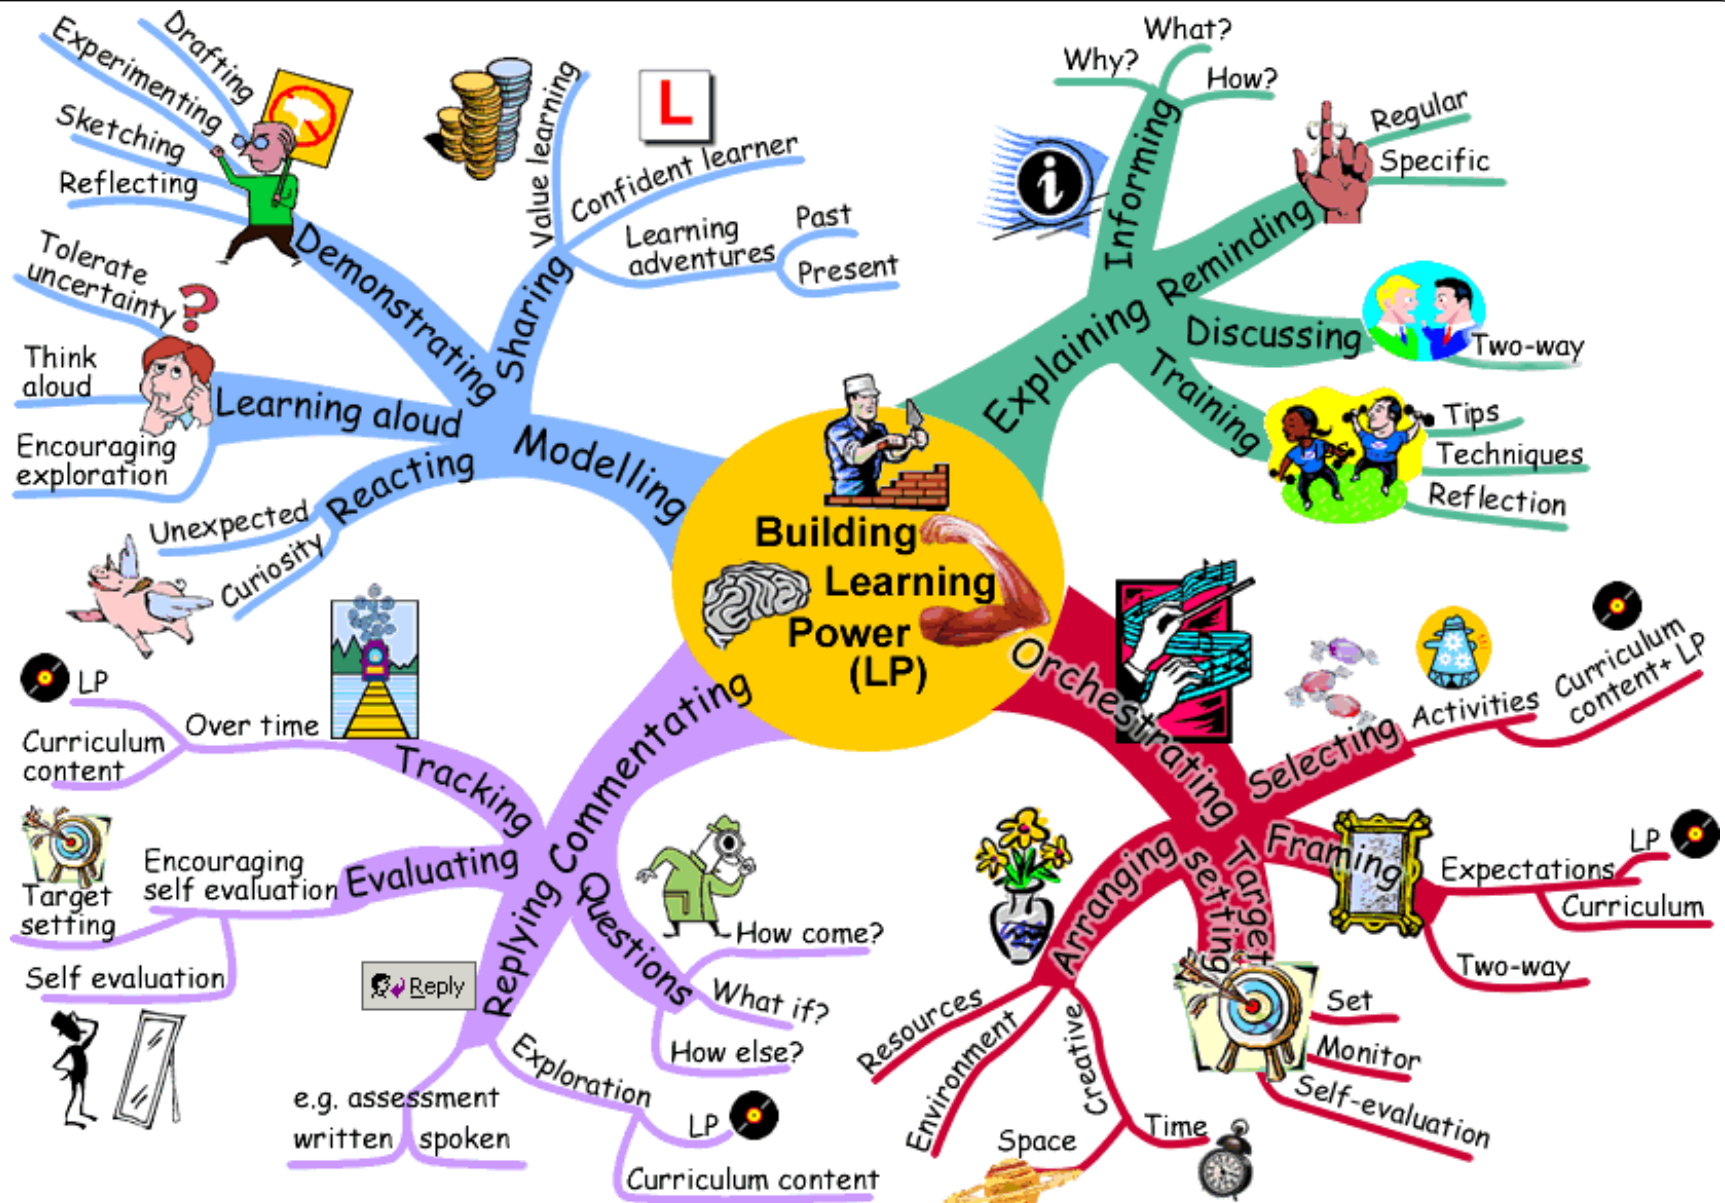 Building
Learning
Power
(LP)
Explaining
Informing
Why?
What?
How?
Reminding
Regular
Specific
Discussing
Two-way
Training
Tips
Techniques
Reflection
Orchestrating
Selecting
Activities
Curriculum
content+ LP
Framing
Expectations
LP
Curriculum
Two-way
Target
setting
Set
Monitor
Self-evaluation
Arranging
Resources
Environment
Creative
Space
Time
Commentating
Questions
How come?
What if?
How else?
Replying
Reply
Exploration
LP
Curriculum content
e.g. assessment
written
spoken
Evaluating
Encouraging
self evaluation
Target
setting
Self evaluation
Tracking
Over time
LP
Curriculum
content
Modelling
Reacting
Unexpected
Curiosity
Learning aloud
Tolerate
uncertainty
Think
aloud
Encouraging
exploration
Demonstrating
Drafting
Experimenting
Sketching
Reflecting
Sharing
Value learning
L
Confident learner
Learning
adventures
Past
Present
i